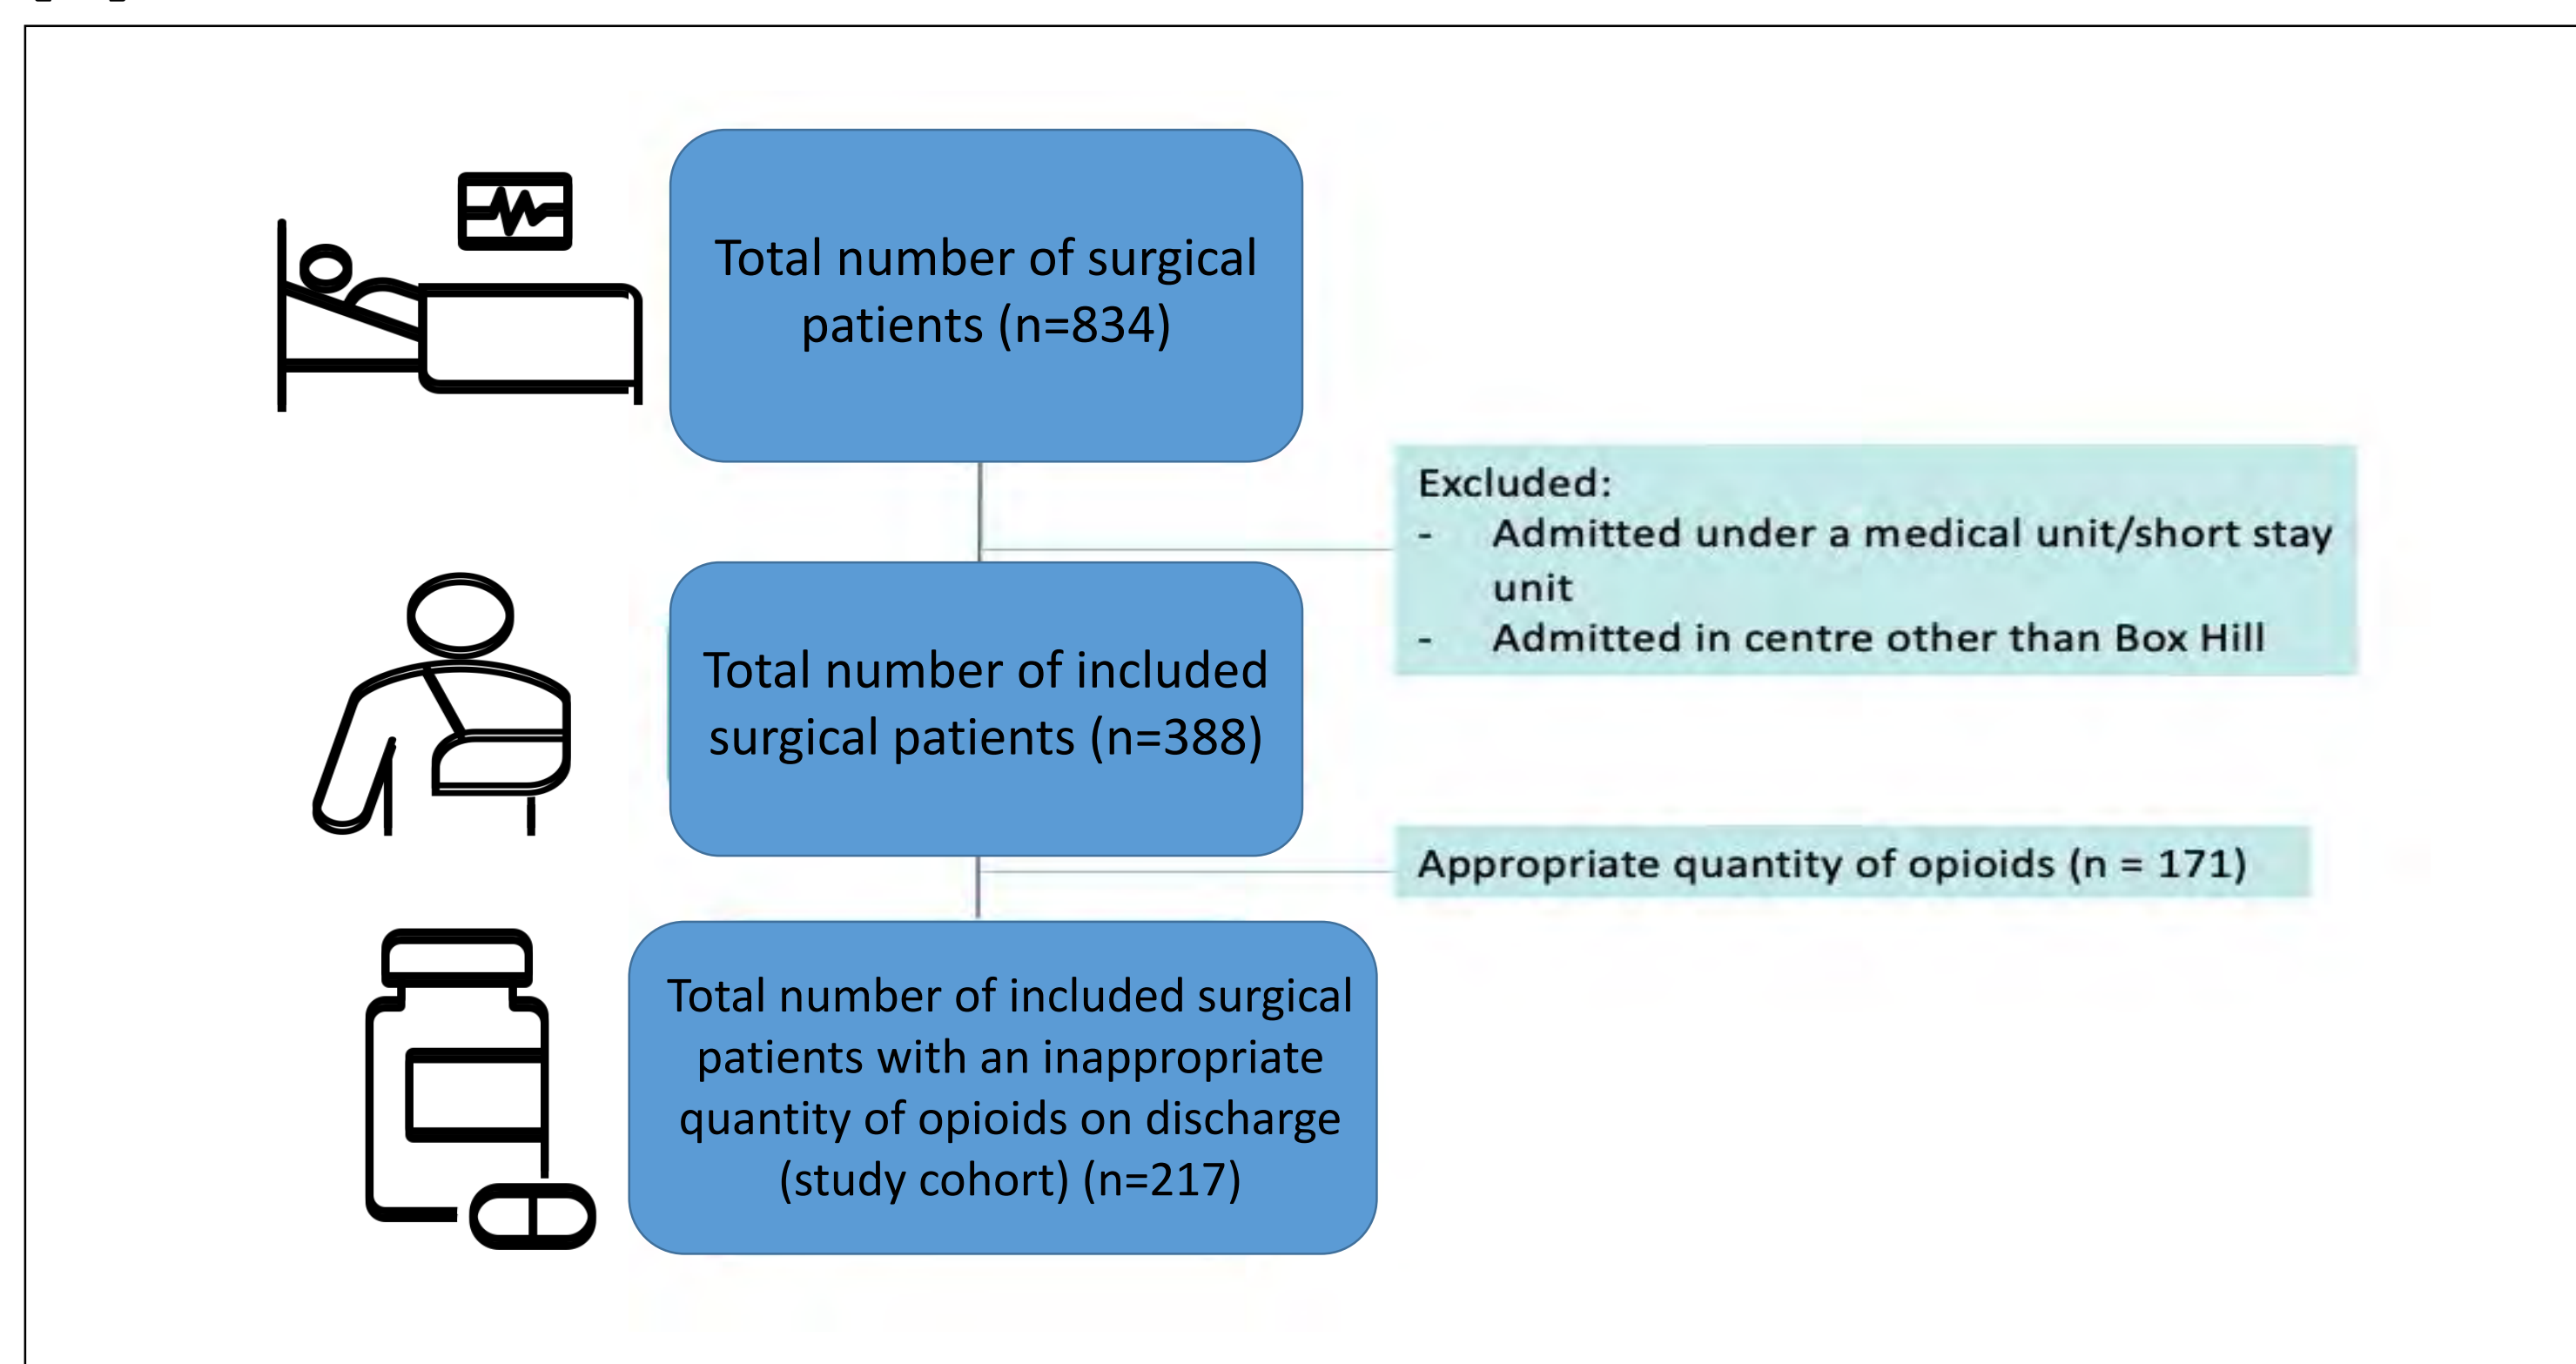 Total number of surgical
patients (n=834)
Excluded:
- Admitted under a medical unit/short stay
unit
- Admitted in centre other than Box Hill
Total number of included
surgical patients (n=388)
Appropriate quantity of opioids (n = 171)
Total number of included surgical
patients with an inappropriate
quantity of opioids on discharge
(study cohort) (n=217)